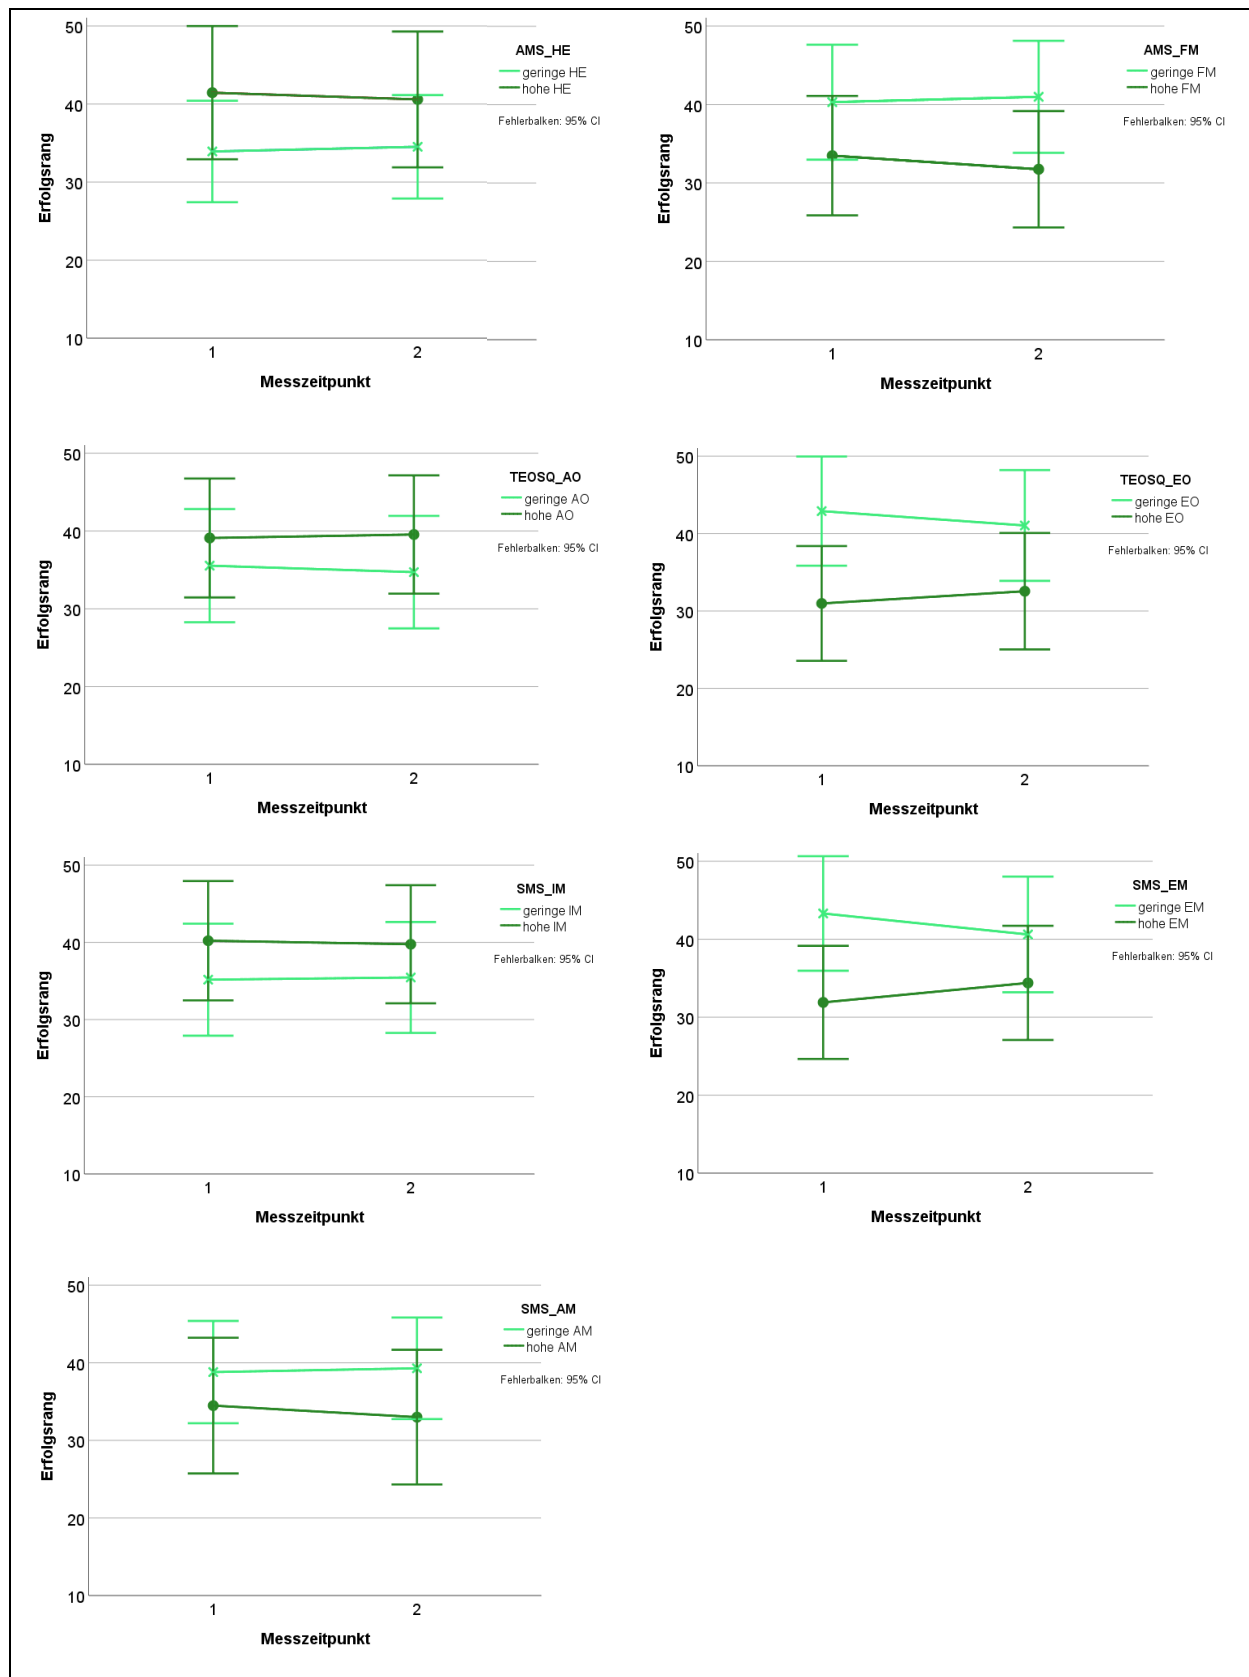 50
40
30
20
10
Erfolgsrang
1 2
Messzeitpunkt
AMS_HE
geringe HE
hohe HE
Fehlerbalken: 95% CI
50
40
30
20
10
Erfolgsrang
1 2
Messzeitpunkt
AMS_FM
geringe FM
hohe FM
Fehlerbalken: 95% CI
50
40
30
20
10
Erfolgsrang
1 2
Messzeitpunkt
TEOSQ_AO
geringe AO
hohe AO
Fehlerbalken: 95% CI
50
40
30
20
10
Erfolgsrang
1 2
Messzeitpunkt
TEOSQ_EO
geringe EO
hohe EO
Fehlerbalken: 95% CI
50
40
30
20
10
Erfolgsrang
1 2
Messzeitpunkt
SMS_IM
geringe IM
hohe IM
Fehlerbalken: 95% CI
50
40
30
20
10
Erfolgsrang
1 2
Messzeitpunkt
SMS_EM
geringe EM
hohe EM
Fehlerbalken: 95% CI
50
40
30
20
10
Erfolgsrang
1 2
Messzeitpunkt
SMS_AM
geringe AM
hohe AM
Fehlerbalken: 95% CI